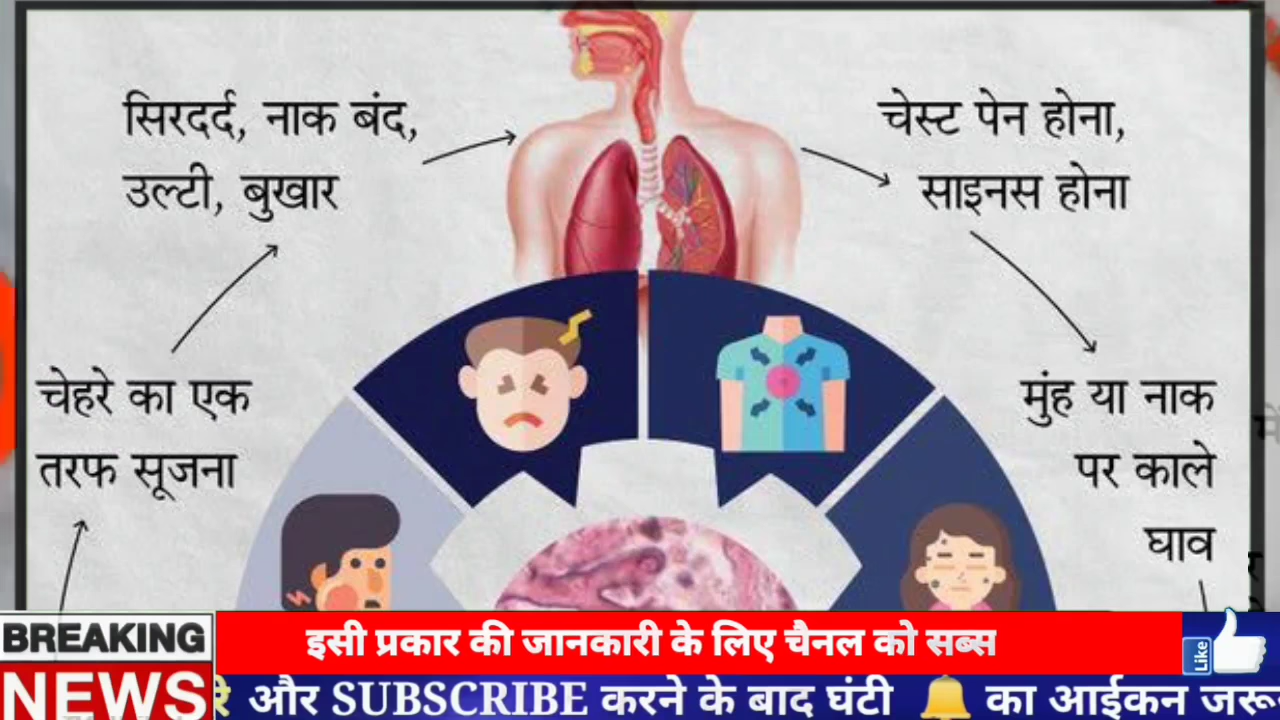 सिरदर्द, नाक बंद,
उल्टी, बुखार
चेस्ट पेन होना,
साइनस होना
चेहरे का एक
तरफ सूजना
मुंह या नाक
पर काले
घाव
BREAKING
NEWS
इसी प्रकार की जानकारी के लिए चैनल को सब्स
और SUBSCRIBE करने के बाद घंटी 🔔 का आईकन जरू
Like